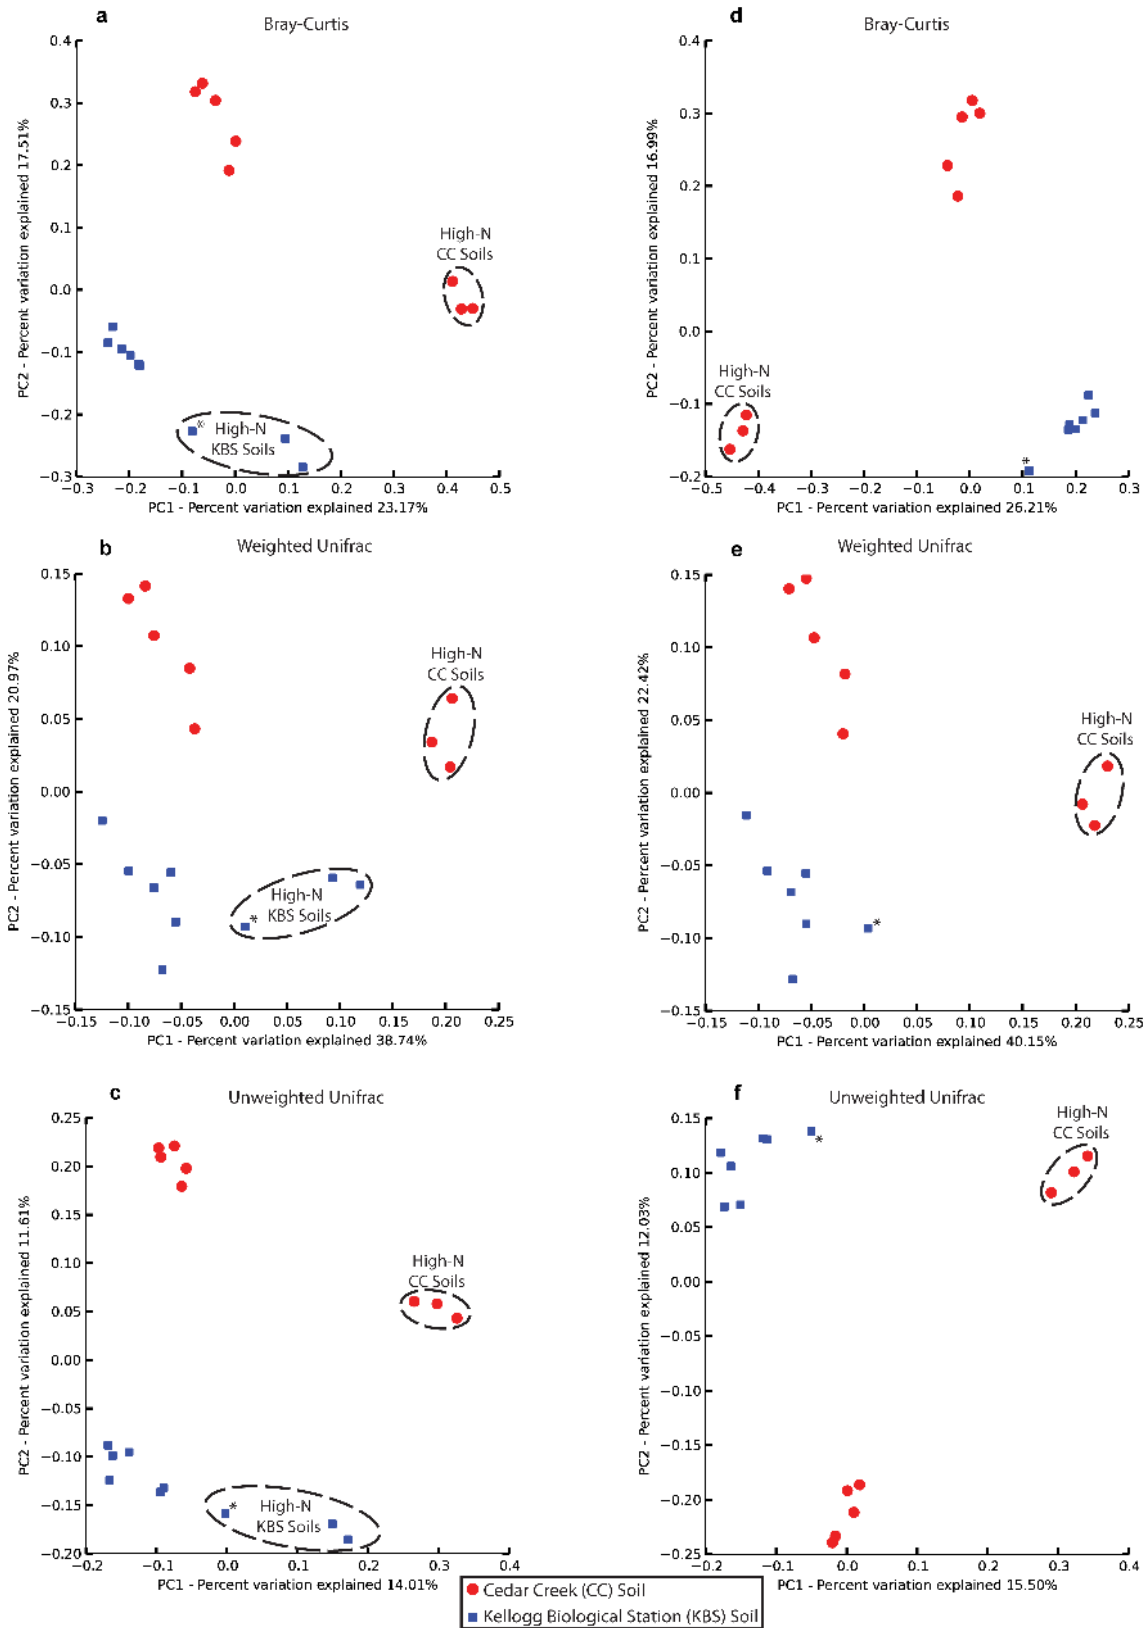 a
Bray-Curtis
0.4
0.3
0.2
0.1
0.0
−0.1
−0.2
−0.3
PC2 - Percent variation explained 17.51%
High-N
CC Soils
*
High-N
KBS Soils
−0.3 −0.2 −0.1 0.0 0.1 0.2 0.3 0.4 0.5
PC1 - Percent variation explained 23.17%
d
Bray-Curtis
0.4
0.3
0.2
0.1
0.0
−0.1
−0.2
PC2 - Percent variation explained 16.99%
High-N
CC Soils
*
−0.5 −0.4 −0.3 −0.2 −0.1 0.0 0.1 0.2 0.3
PC1 - Percent variation explained 26.21%
b
Weighted Unifrac
0.15
0.10
0.05
0.00
−0.05
−0.10
−0.15
PC2 - Percent variation explained 20.97%
High-N
CC Soils
High-N
KBS Soils
*
−0.15 −0.10 −0.05 0.00 0.05 0.10 0.15 0.20 0.25
PC1 - Percent variation explained 38.74%
e
Weighted Unifrac
0.15
0.10
0.05
0.00
−0.05
−0.10
−0.15
PC2 - Percent variation explained 22.42%
High-N
CC Soils
*
−0.15 −0.10 −0.05 0.00 0.05 0.10 0.15 0.20 0.25
PC1 - Percent variation explained 40.15%
c
Unweighted Unifrac
0.25
0.20
0.15
0.10
0.05
0.00
−0.05
−0.10
−0.15
−0.20
PC2 - Percent variation explained 11.61%
High-N
CC Soils
*
High-N
KBS Soils
−0.2 −0.1 0.0 0.1 0.2 0.3 0.4
PC1 - Percent variation explained 14.01%
f
Unweighted Unifrac
0.15
0.10
0.05
0.00
−0.05
−0.10
−0.15
−0.20
−0.25
PC2 - Percent variation explained 12.03%
High-N
CC Soils
*
−0.2 −0.1 0.0 0.1 0.2 0.3 0.4
PC1 - Percent variation explained 15.50%
Cedar Creek (CC) Soil
Kellogg Biological Station (KBS) Soil